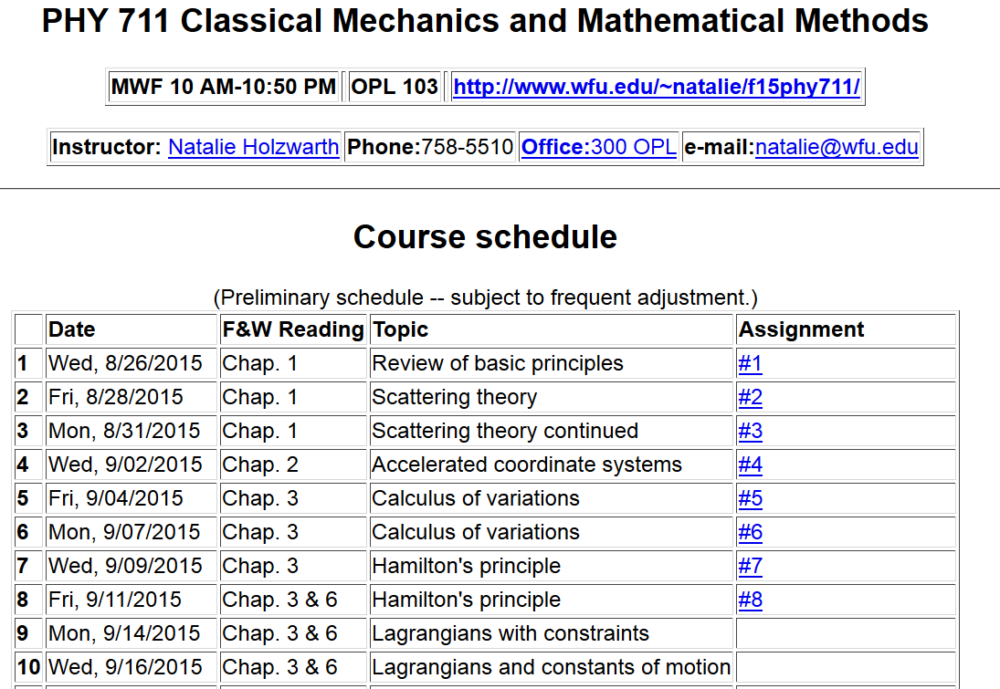 PHY 711 Classical Mechanics and Mathematical Methods
MWF 10 AM-10:50 PM OPL 103 http://www.wfu.edu/~natalie/f15phy711/
Instructor: Natalie Holzwarth Phone:758-5510 Office:300 OPL e-mail:natalie@wfu.edu
Course schedule
(Preliminary schedule -- subject to frequent adjustment.)
Date F&W Reading Topic Assignment
1 Wed, 8/26/2015 Chap. 1 Review of basic principles #1
2 Fri, 8/28/2015 Chap. 1 Scattering theory #2
3 Mon, 8/31/2015 Chap. 1 Scattering theory continued #3
4 Wed, 9/02/2015 Chap. 2 Accelerated coordinate systems #4
5 Fri, 9/04/2015 Chap. 3 Calculus of variations #5
6 Mon, 9/07/2015 Chap. 3 Calculus of variations #6
7 Wed, 9/09/2015 Chap. 3 Hamilton's principle #7
8 Fri, 9/11/2015 Chap. 3 & 6 Hamilton's principle #8
9 Mon, 9/14/2015 Chap. 3 & 6 Lagrangians with constraints
10 Wed, 9/16/2015 Chap. 3 & 6 Lagrangians and constants of motion